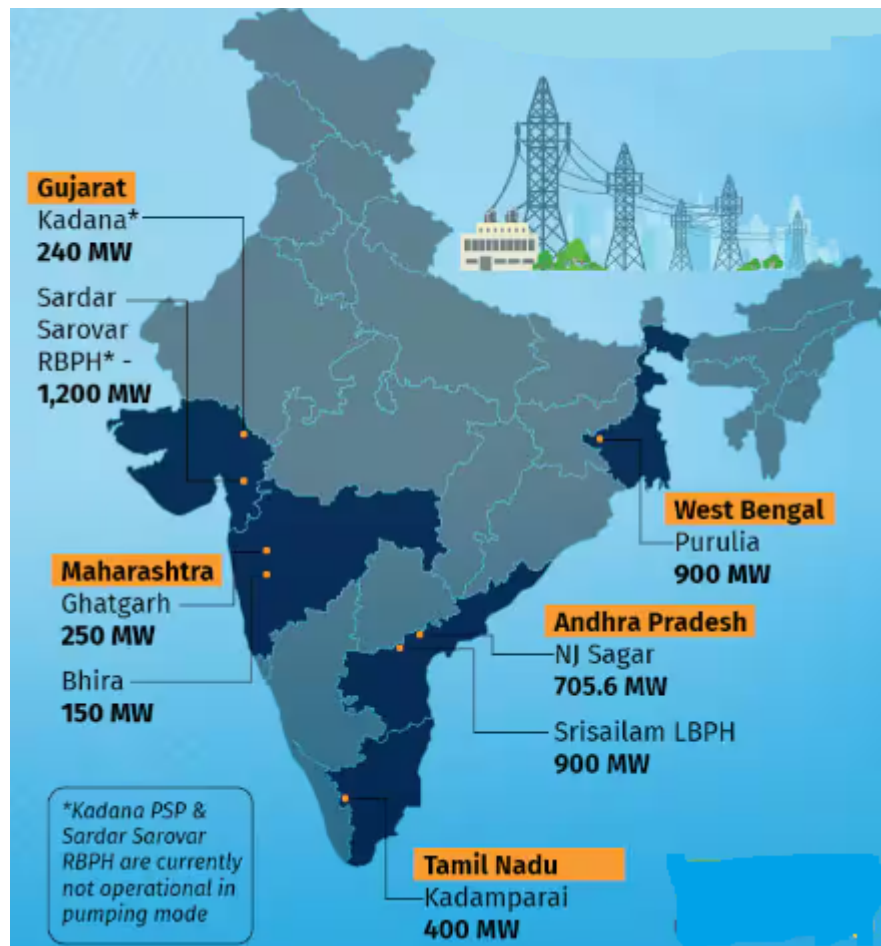 Gujarat
Kadana*
240 MW
Sardar
Sarovar
RBPH* -
1,200 MW
Maharashtra
Ghatgarh
250 MW
Bhira
150 MW
West Bengal
Purulia
900 MW
Andhra Pradesh
NJ Sagar
705.6 MW
Srisailam LBPH
900 MW
Tamil Nadu
Kadamparai
400 MW
*Kadana PSP &
Sardar Sarovar
RBPH are currently
not operational in
pumping mode